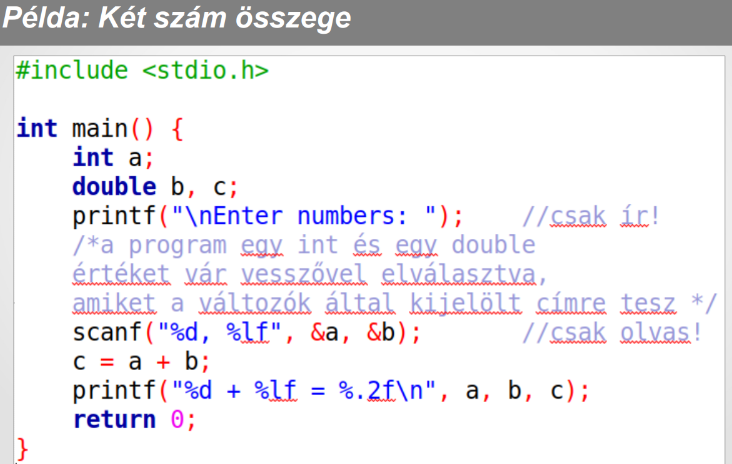 Példa: Két szám összege
#include <stdio.h>
int main() {
int a;
double b, c;
printf("\nEnter numbers: ");     //csak ír!
/*a program egy int és egy double
értéket vár vesszővel elválasztva,
amiket a változók által kijelölt címre tesz */
scanf("%d, %lf", &a, &b);       //csak olvas!
c = a + b;
printf("%d + %lf = %.2f\n", a, b, c);
return 0;
}